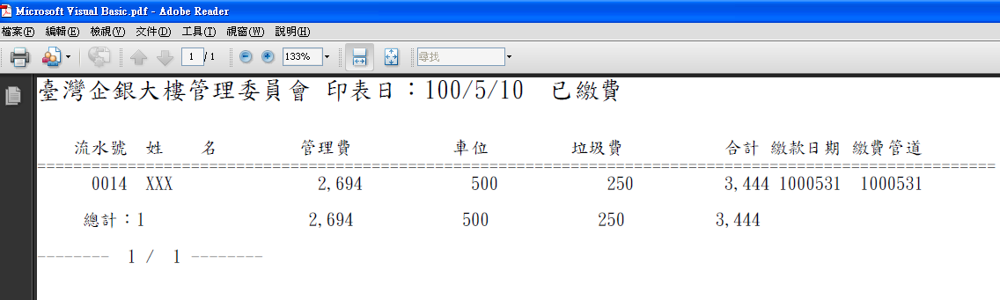 Microsoft Visual Basic.pdf - Adobe Reader
檔案(F) 編輯(E) 檢視(V) 文件(D) 工具(T) 視窗(W) 說明(H)
1 / 1 133% 尋找
臺灣企銀大樓管理委員會 印表日：100/5/10 已繳費
流水號 姓 名 管理費 車位 垃圾費 合計 繳款日期 繳費管道
0014 XXX 2,694 500 250 3,444 1000531 1000531
總計：1 2,694 500 250 3,444
-------- 1 / 1 --------